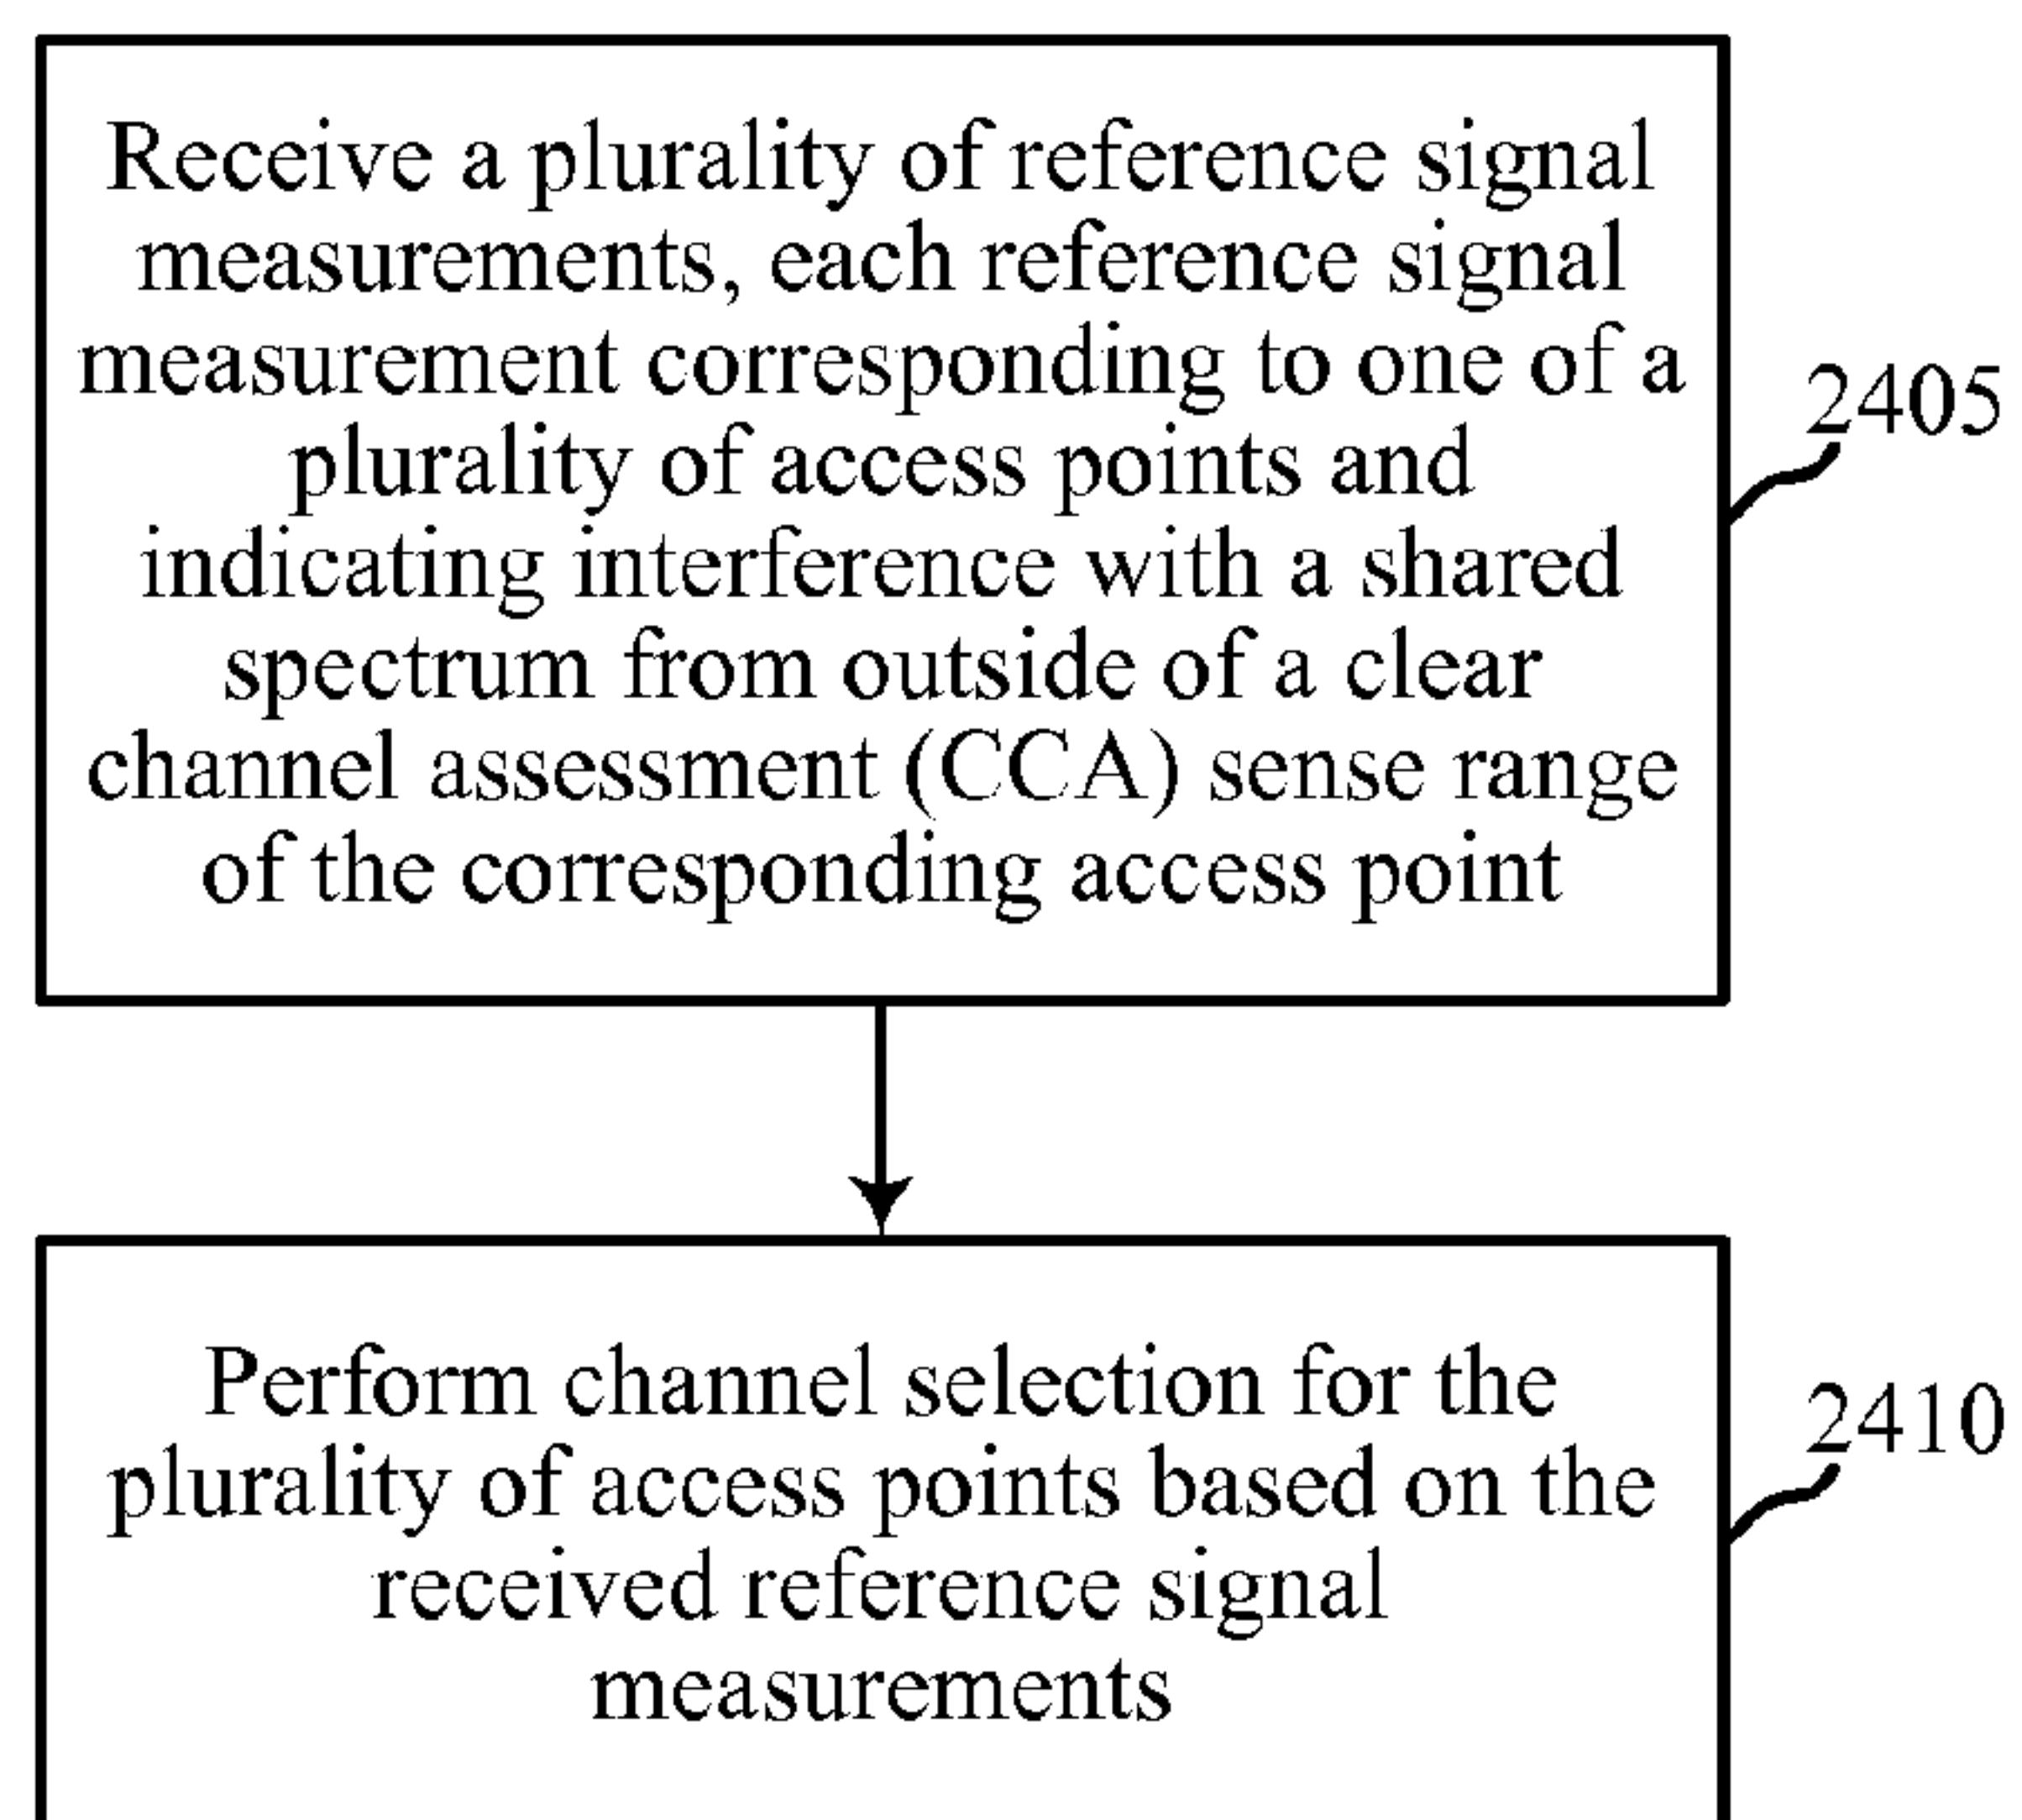 Receive a plurality of reference signal
measurements, each reference signal
measurement corresponding to one of a
plurality of access points and
indicating interference with a shared
spectrum from outside of a clear
channel assessment (CCA) sense range
of the corresponding access point
2405
Perform channel selection for the
plurality of access points based on the
received reference signal
measurements
2410